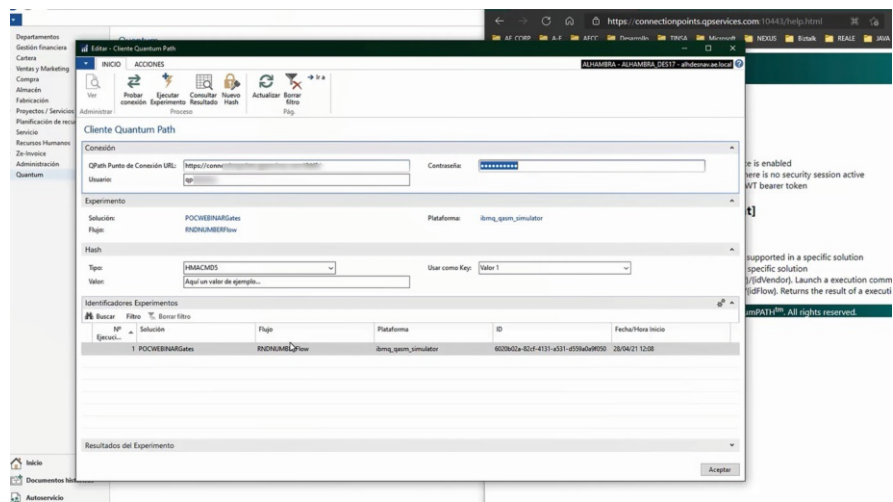 https://connectionpoints.qpservices.com:10443/help.html
AE CORP A-E AECC Desarrollo TINSA Microsoft NEXUS Biztalk REALE JAVA
Departamentos
Gestión financiera
Cartera
Ventas y Marketing
Compra
Almacén
Fabricación
Proyectos / Servicios
Planificación de recu
Servicio
Recursos Humanos
Ze-Invoice
Administración
Quantum
Editar - Cliente Quantum Path
INICIO ACCIONES
ALHAMBRA - ALHAMBRA_DES17 - alhdesnav.ae.local
Ver
Probar conexión
Ejecutar Experimento
Consultar Resultado
Nuevo Hash
Actualizar
Borrar filtro
Ir a
Administrar Proceso Pág.
Cliente Quantum Path
Conexión
QPath Punto de Conexión URL: https://conne
Contraseña:
Usuario: qp
Experimento
Solución: POCWEBINARGates Plataforma: ibmq_qasm_simulator
Flujo: RNDNUMBERFlow
Hash
Tipo: HMACMD5 Usar como Key: Valor 1
Valor: Aquí un valor de ejemplo...
Identificadores Experimentos
Buscar Filtro Borrar filtro
Nº Ejecuci... Solución Flujo Plataforma ID Fecha/Hora Inicio
1 POCWEBINARGates RNDNUMBERFlow ibmq_qasm_simulator 6020b02a-82cf-4131-a531-d559a0a9f050 28/04/21 12:08
Resultados del Experimento
Aceptar
e is enabled
here is no security session active
WT bearer token
t]
supported in a specific solution
specific solution
}/{idVendor}. Launch a execution comm
{idFlow}. Returns the result of a executi
umPATH™. All rights reserved.
Inicio
Documentos hist
Autoservicio